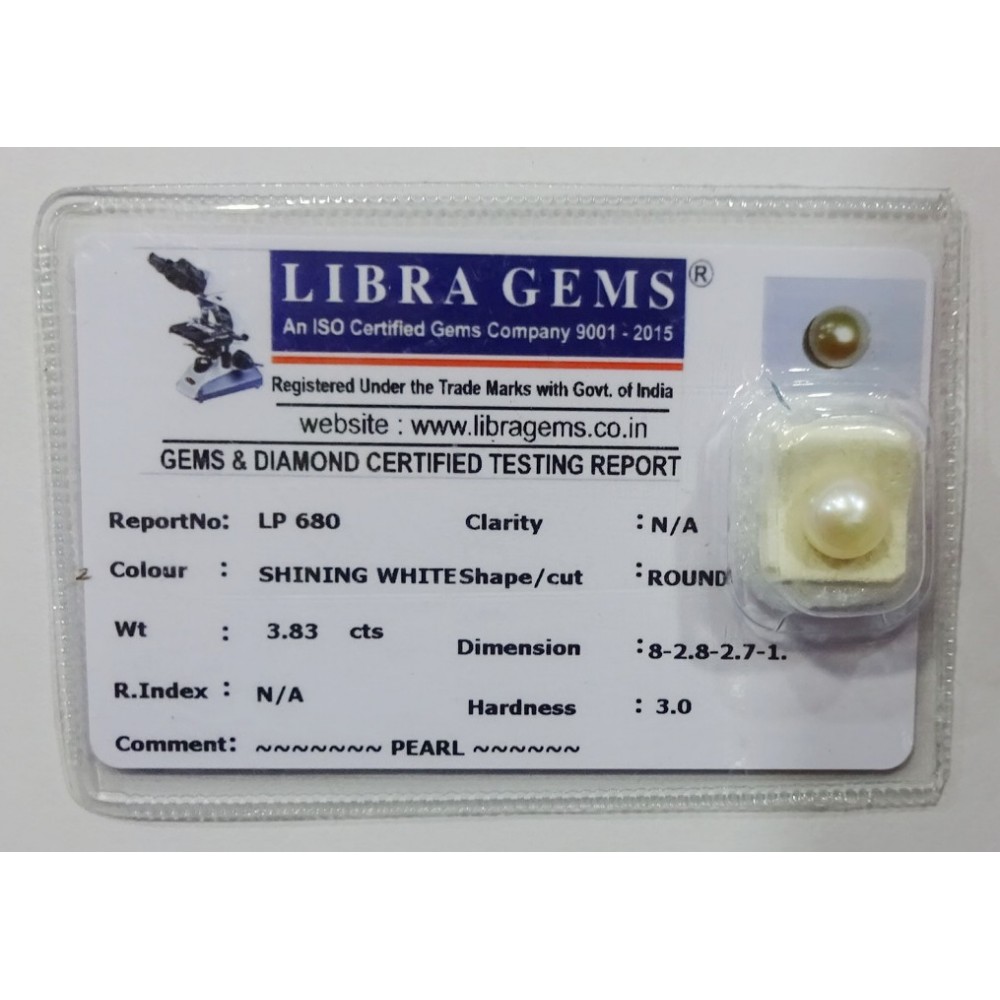 LIBRA GEMS ®
An ISO Certified Gems Company 9001 - 2015
Registered Under the Trade Marks with Govt. of India
website : www.libragems.co.in
GEMS & DIAMOND CERTIFIED TESTING REPORT
ReportNo: LP 680 Clarity : N/A
Colour : SHINING WHITE Shape/cut : ROUND
Wt : 3.83 cts Dimension : 8-2.8-2.7-1.
R.Index : N/A Hardness : 3.0
Comment: ~~~~~~~ PEARL ~~~~~~